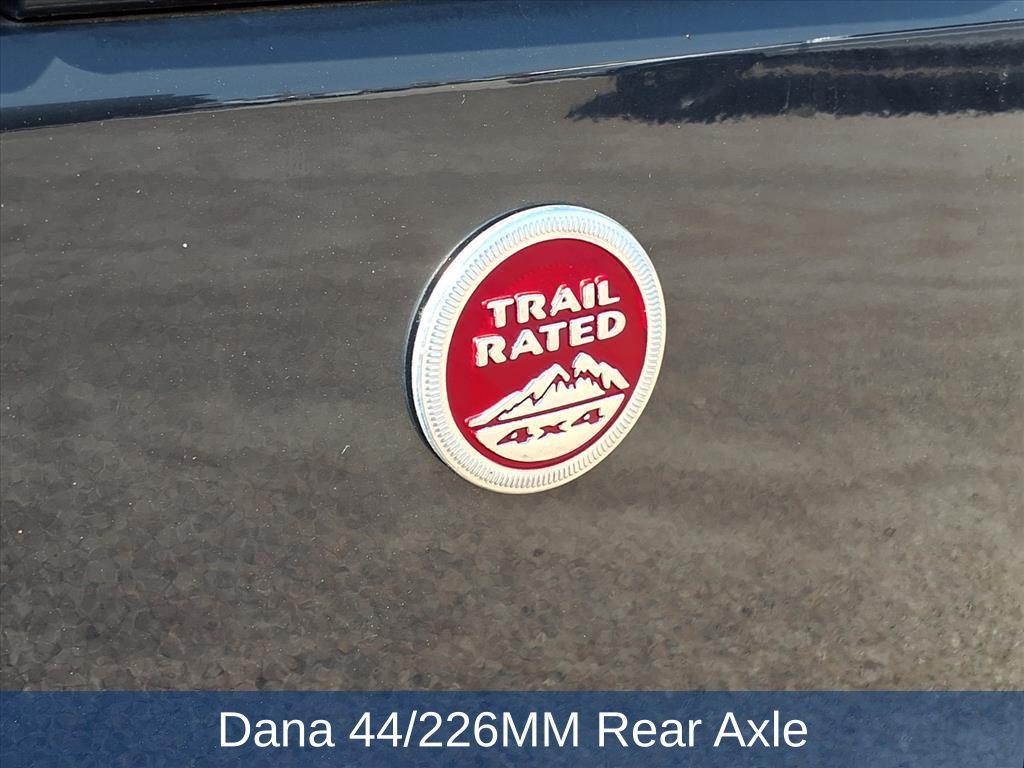 TRAIL
RATED
4x4
Dana 44/226MM Rear Axle